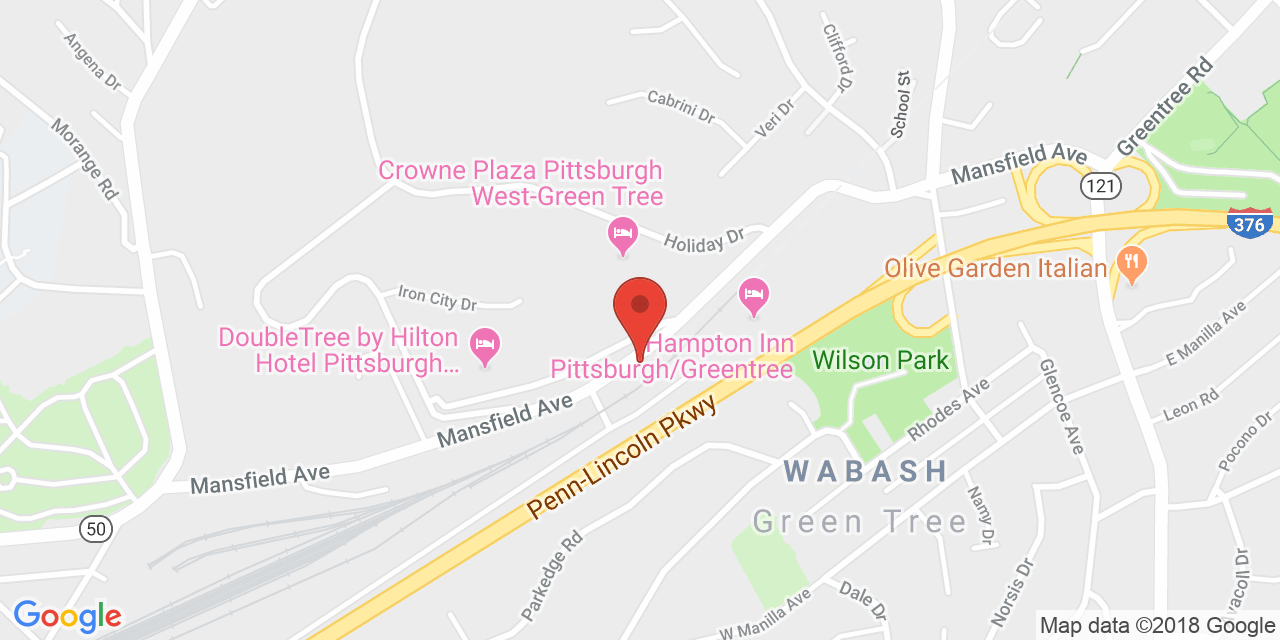 Angena Dr
Morange Rd
Clifford Dr
School St
Cabrini Dr
Veri Dr
Greentree Rd
Mansfield Ave
121
376
Crowne Plaza Pittsburgh
West-Green Tree
Holiday Dr
Olive Garden Italian
Iron City Dr
DoubleTree by Hilton
Hotel Pittsburgh...
Hampton Inn
Pittsburgh/Greentree
Wilson Park
E Manilla Ave
Glencoe Ave
Rhodes Ave
Leon Rd
Pocono Dr
Mansfield Ave
Penn-Lincoln Pkwy
Mansfield Ave
WABASH
Green Tree
50
Namy Dr
Parkedge Rd
Norsis Dr
Dale Dr
W Manilla Ave
Google
Map data ©2018 Google